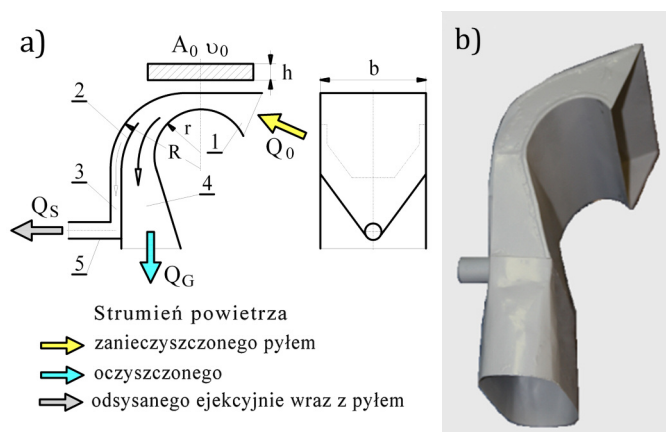 a)
b)
A₀ υ₀
h
b
2
r
R
1
Q₀
3
4
Q_S
5
Q_G
Strumień powietrza
zanieczyszczonego pyłem
oczyszczonego
odsysanego ejekcyjnie wraz z pyłem